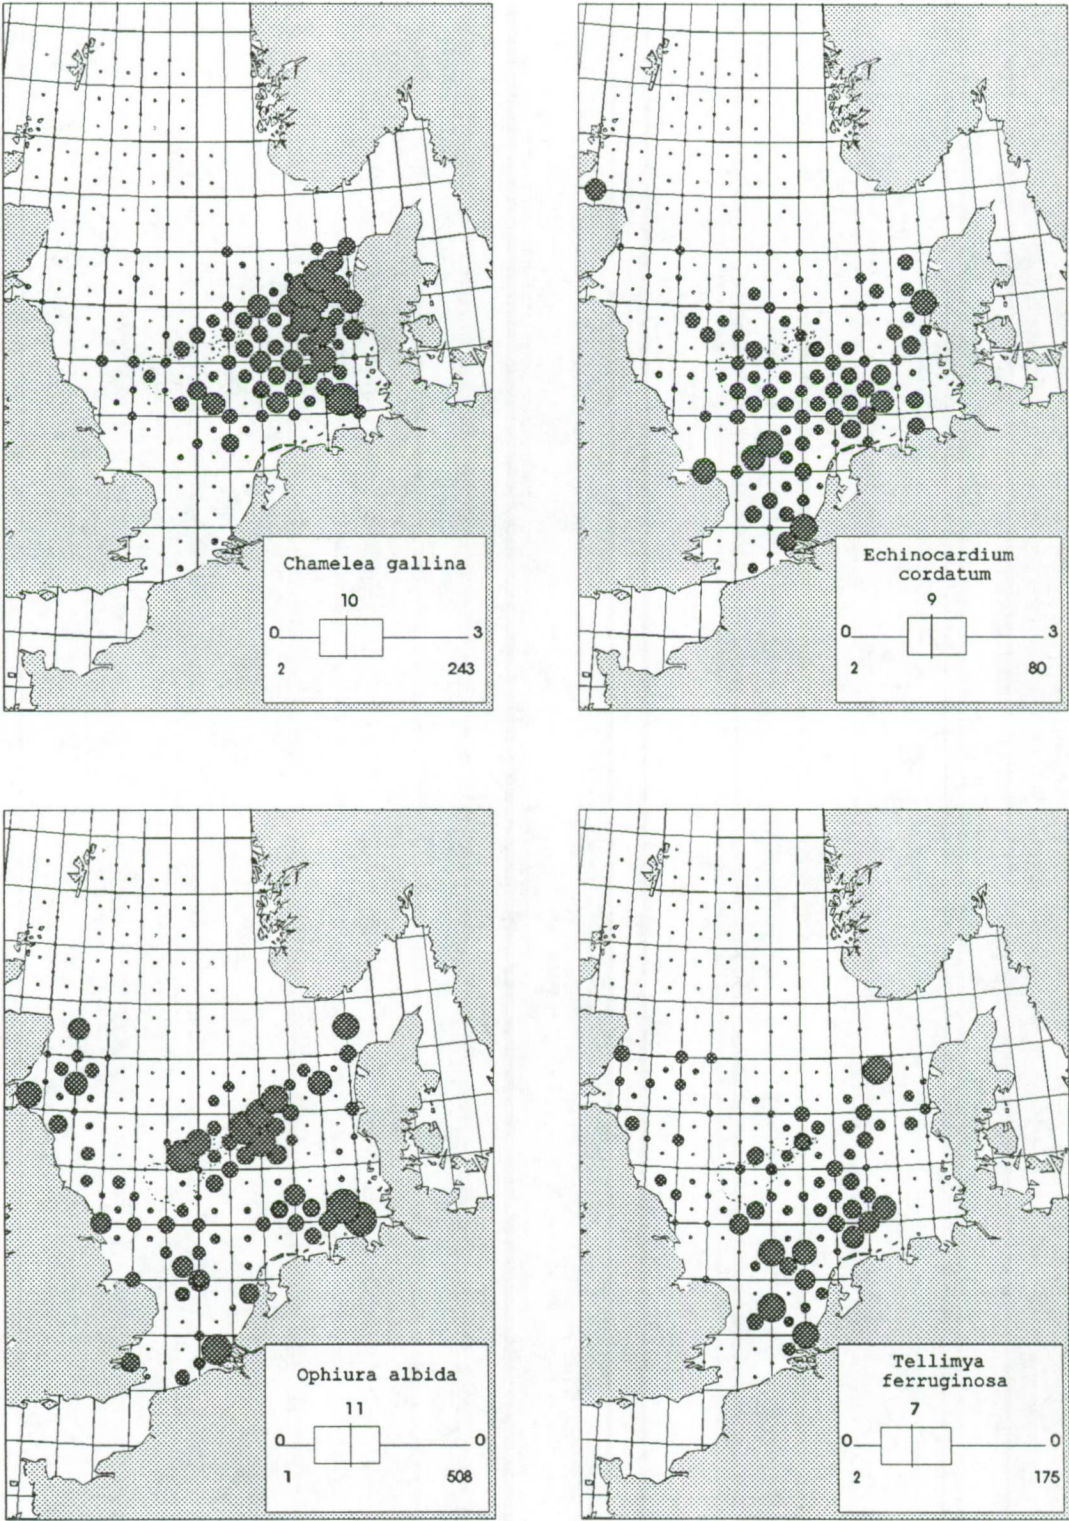 Chamelea gallina
10
0 3
2 243
Echinocardium
cordatum
9
0 3
2 80
Ophiura albida
11
0 0
1 508
Tellimya
ferruginosa
7
0 0
2 175